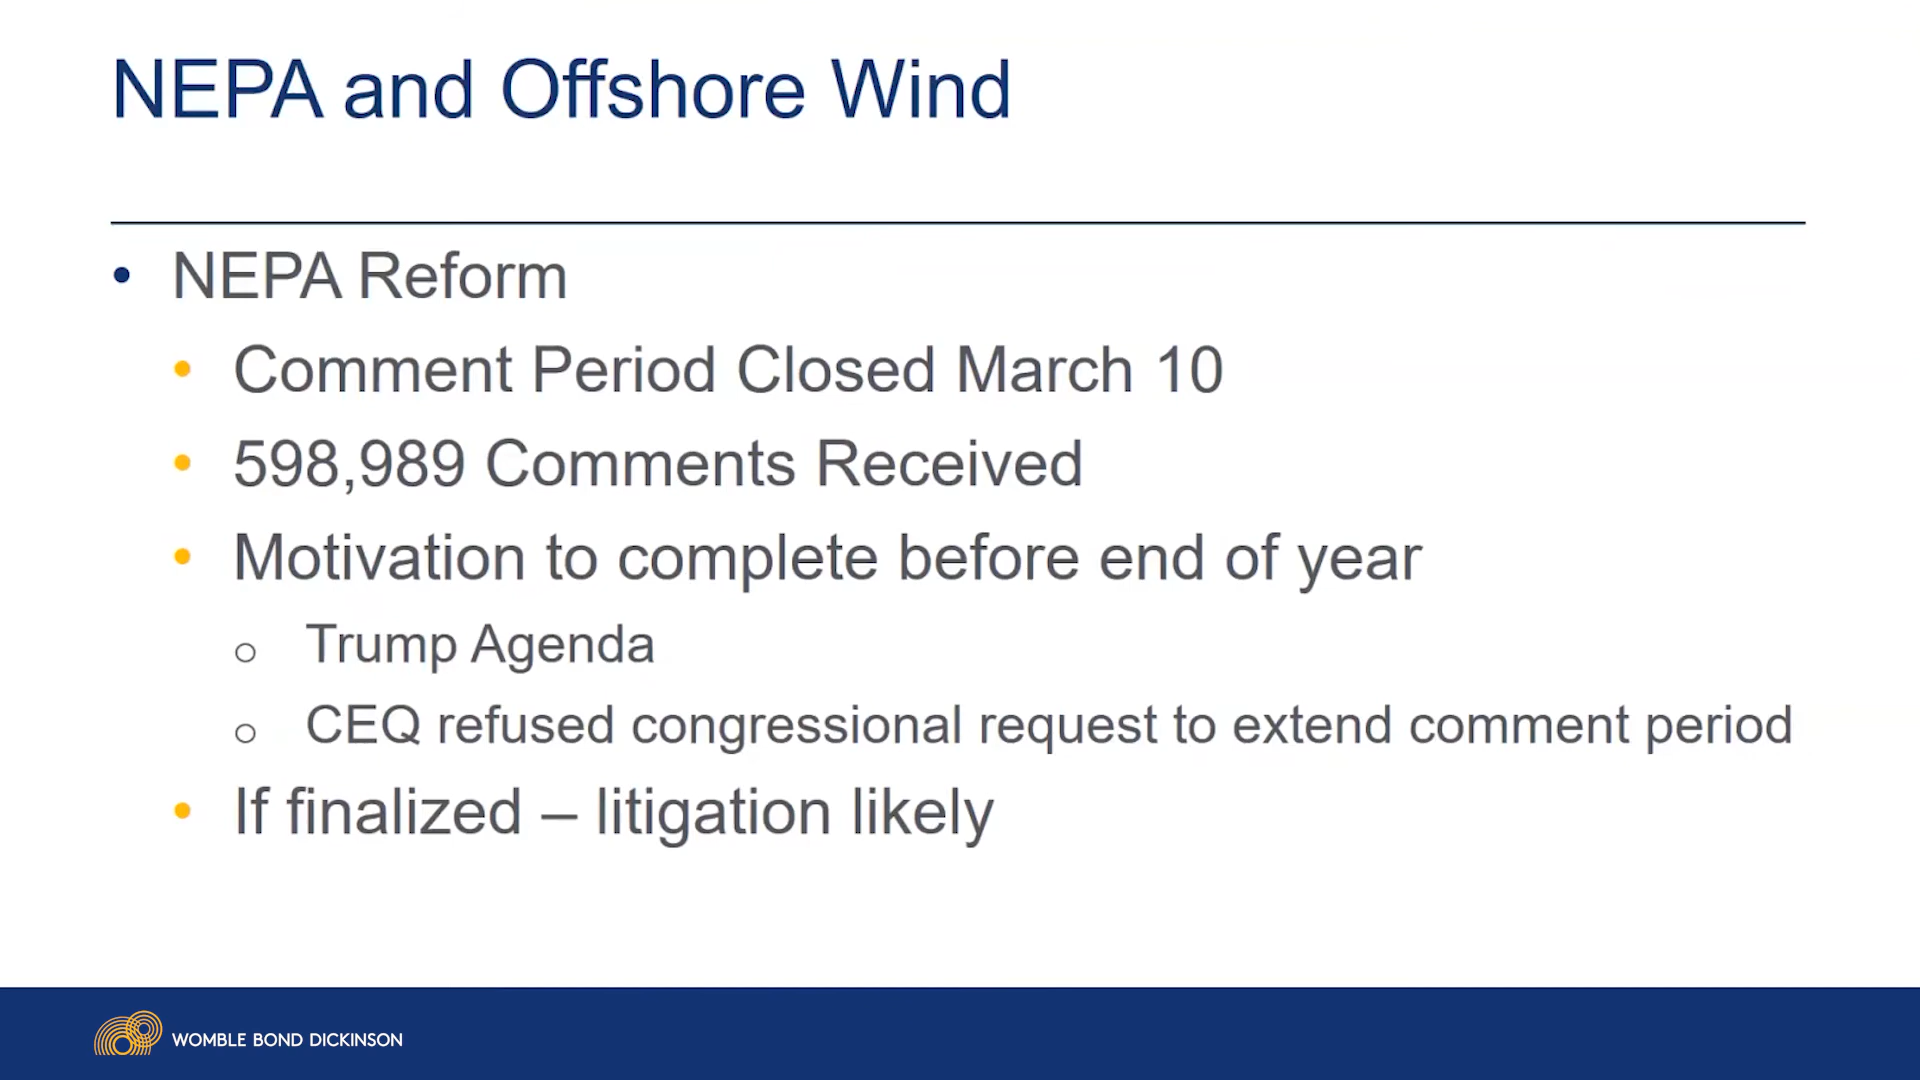 NEPA and Offshore Wind
• NEPA Reform
• Comment Period Closed March 10
• 598,989 Comments Received
• Motivation to complete before end of year
o Trump Agenda
o CEQ refused congressional request to extend comment period
• If finalized – litigation likely
WOMBLE BOND DICKINSON